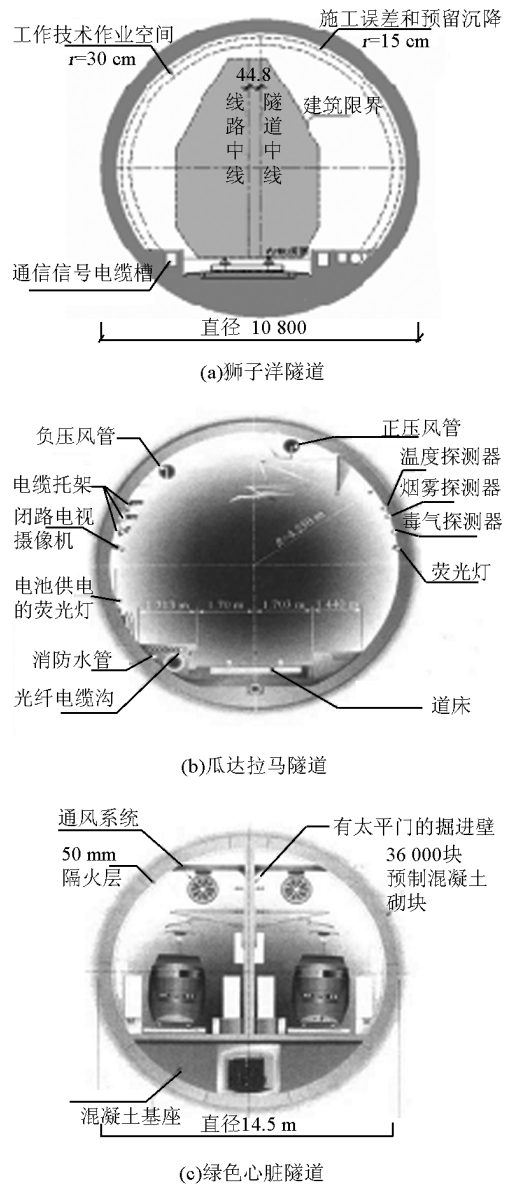 工作技术作业空间
r=30 cm
施工误差和预留沉降
r=15 cm
44.8
线路中线
隧道中线
建筑限界
通信信号电缆槽
直径 10 800
(a)狮子洋隧道
负压风管
正压风管
电缆托架
闭路电视
摄像机
电池供电
的荧光灯
消防水管
光纤电缆沟
温度探测器
烟雾探测器
毒气探测器
荧光灯
道床
(b)瓜达拉马隧道
通风系统
50 mm
隔火层
有太平门的掘进壁
36 000块
预制混凝土
砌块
混凝土基座
直径14.5 m
(c)绿色心脏隧道